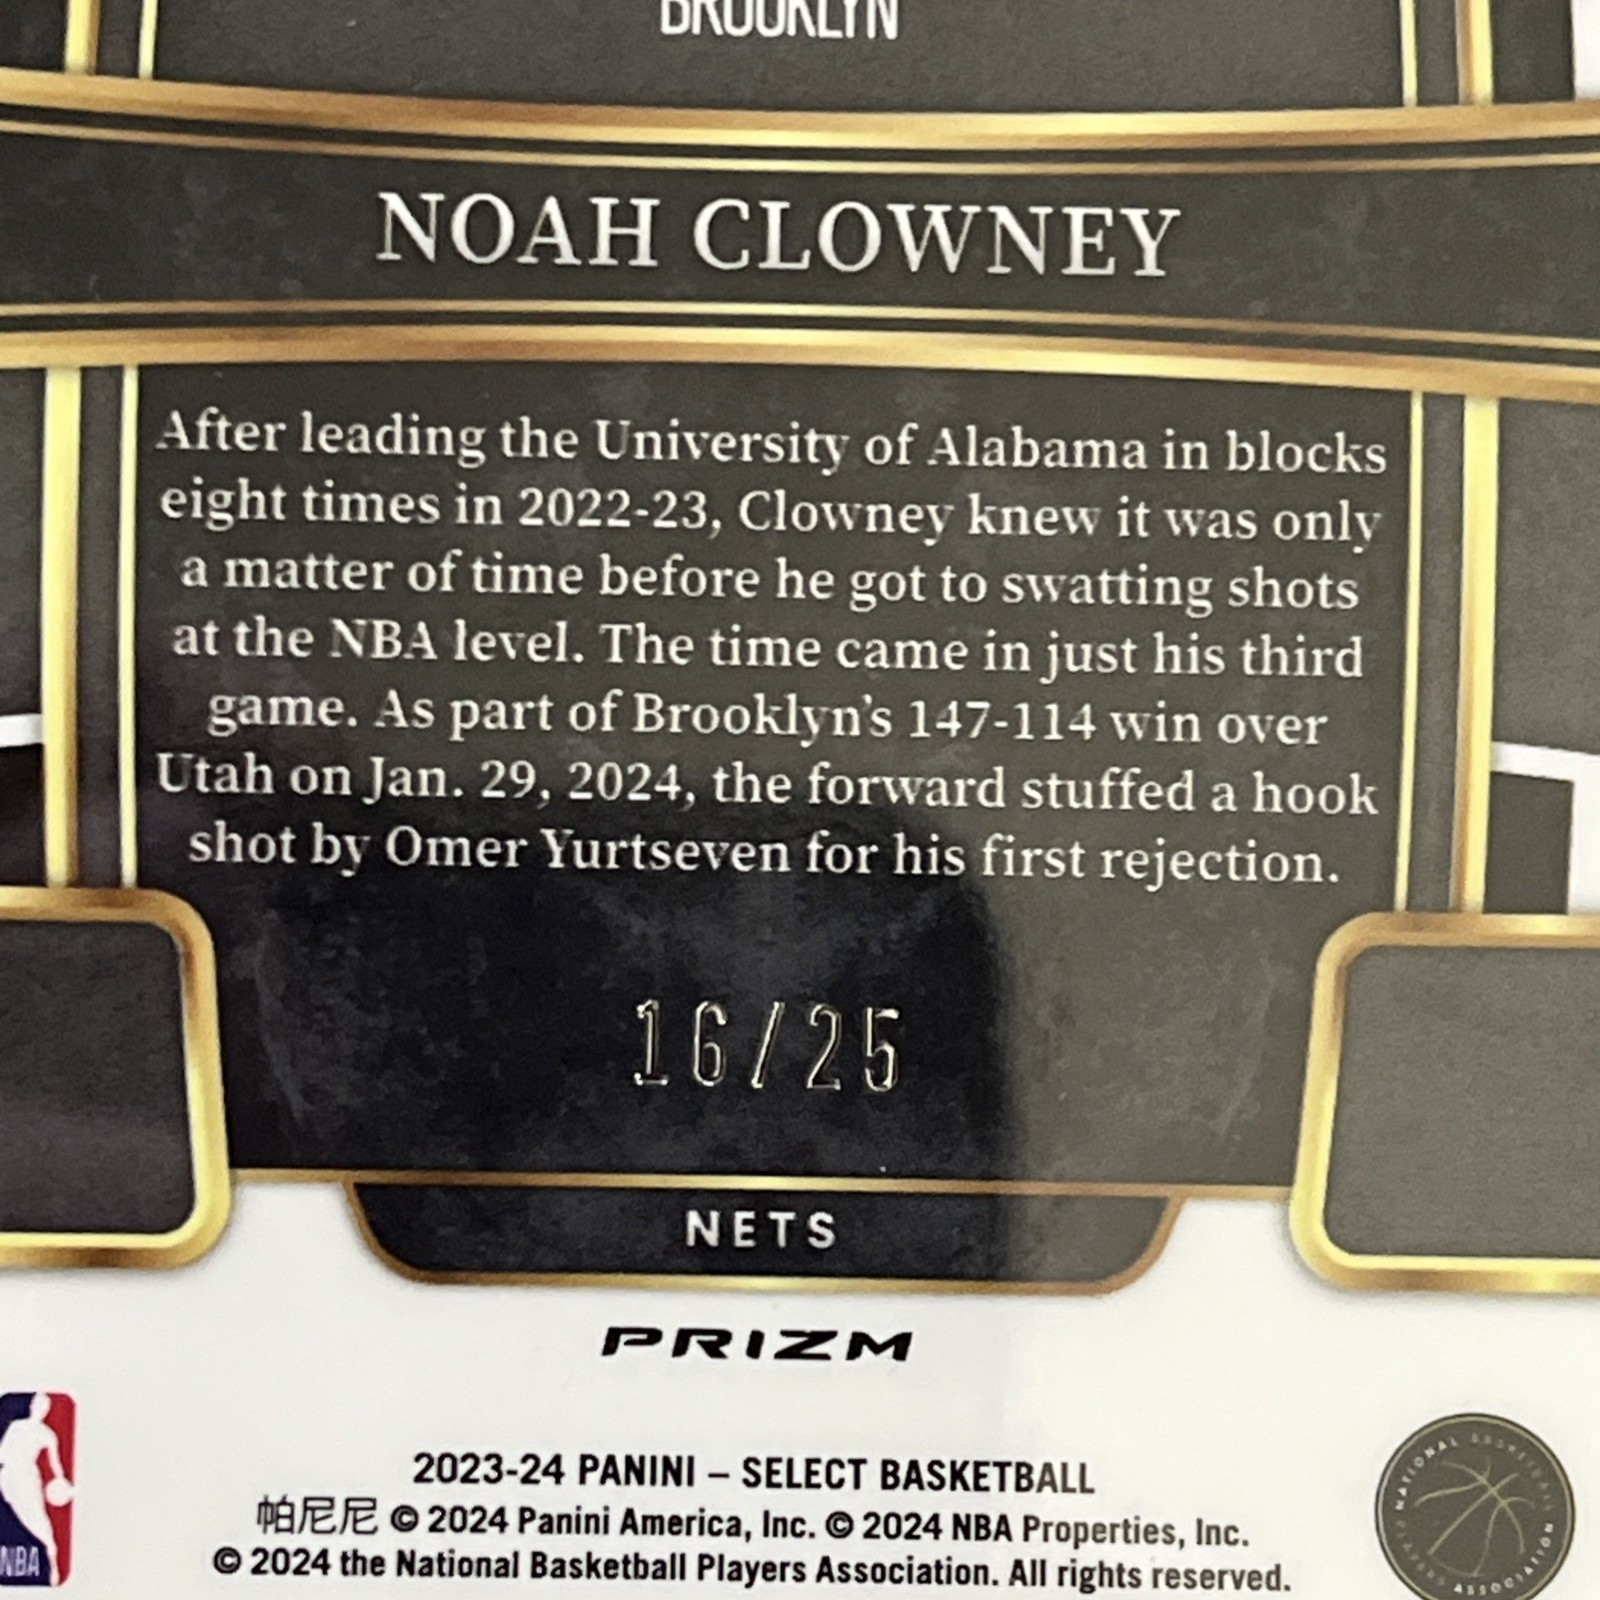 BROOKLYN
NOAH CLOWNEY
After leading the University of Alabama in blocks
eight times in 2022-23, Clowney knew it was only
a matter of time before he got to swatting shots
at the NBA level. The time came in just his third
game. As part of Brooklyn's 147-114 win over
Utah on Jan. 29, 2024, the forward stuffed a hook
shot by Omer Yurtseven for his first rejection.
16/25
NETS
PRIZM
2023-24 PANINI – SELECT BASKETBALL
帕尼尼 © 2024 Panini America, Inc. © 2024 NBA Properties, Inc.
© 2024 the National Basketball Players Association. All rights reserved.
NBA
NATIONAL BASKETBALL PLAYERS ASSOCIATION